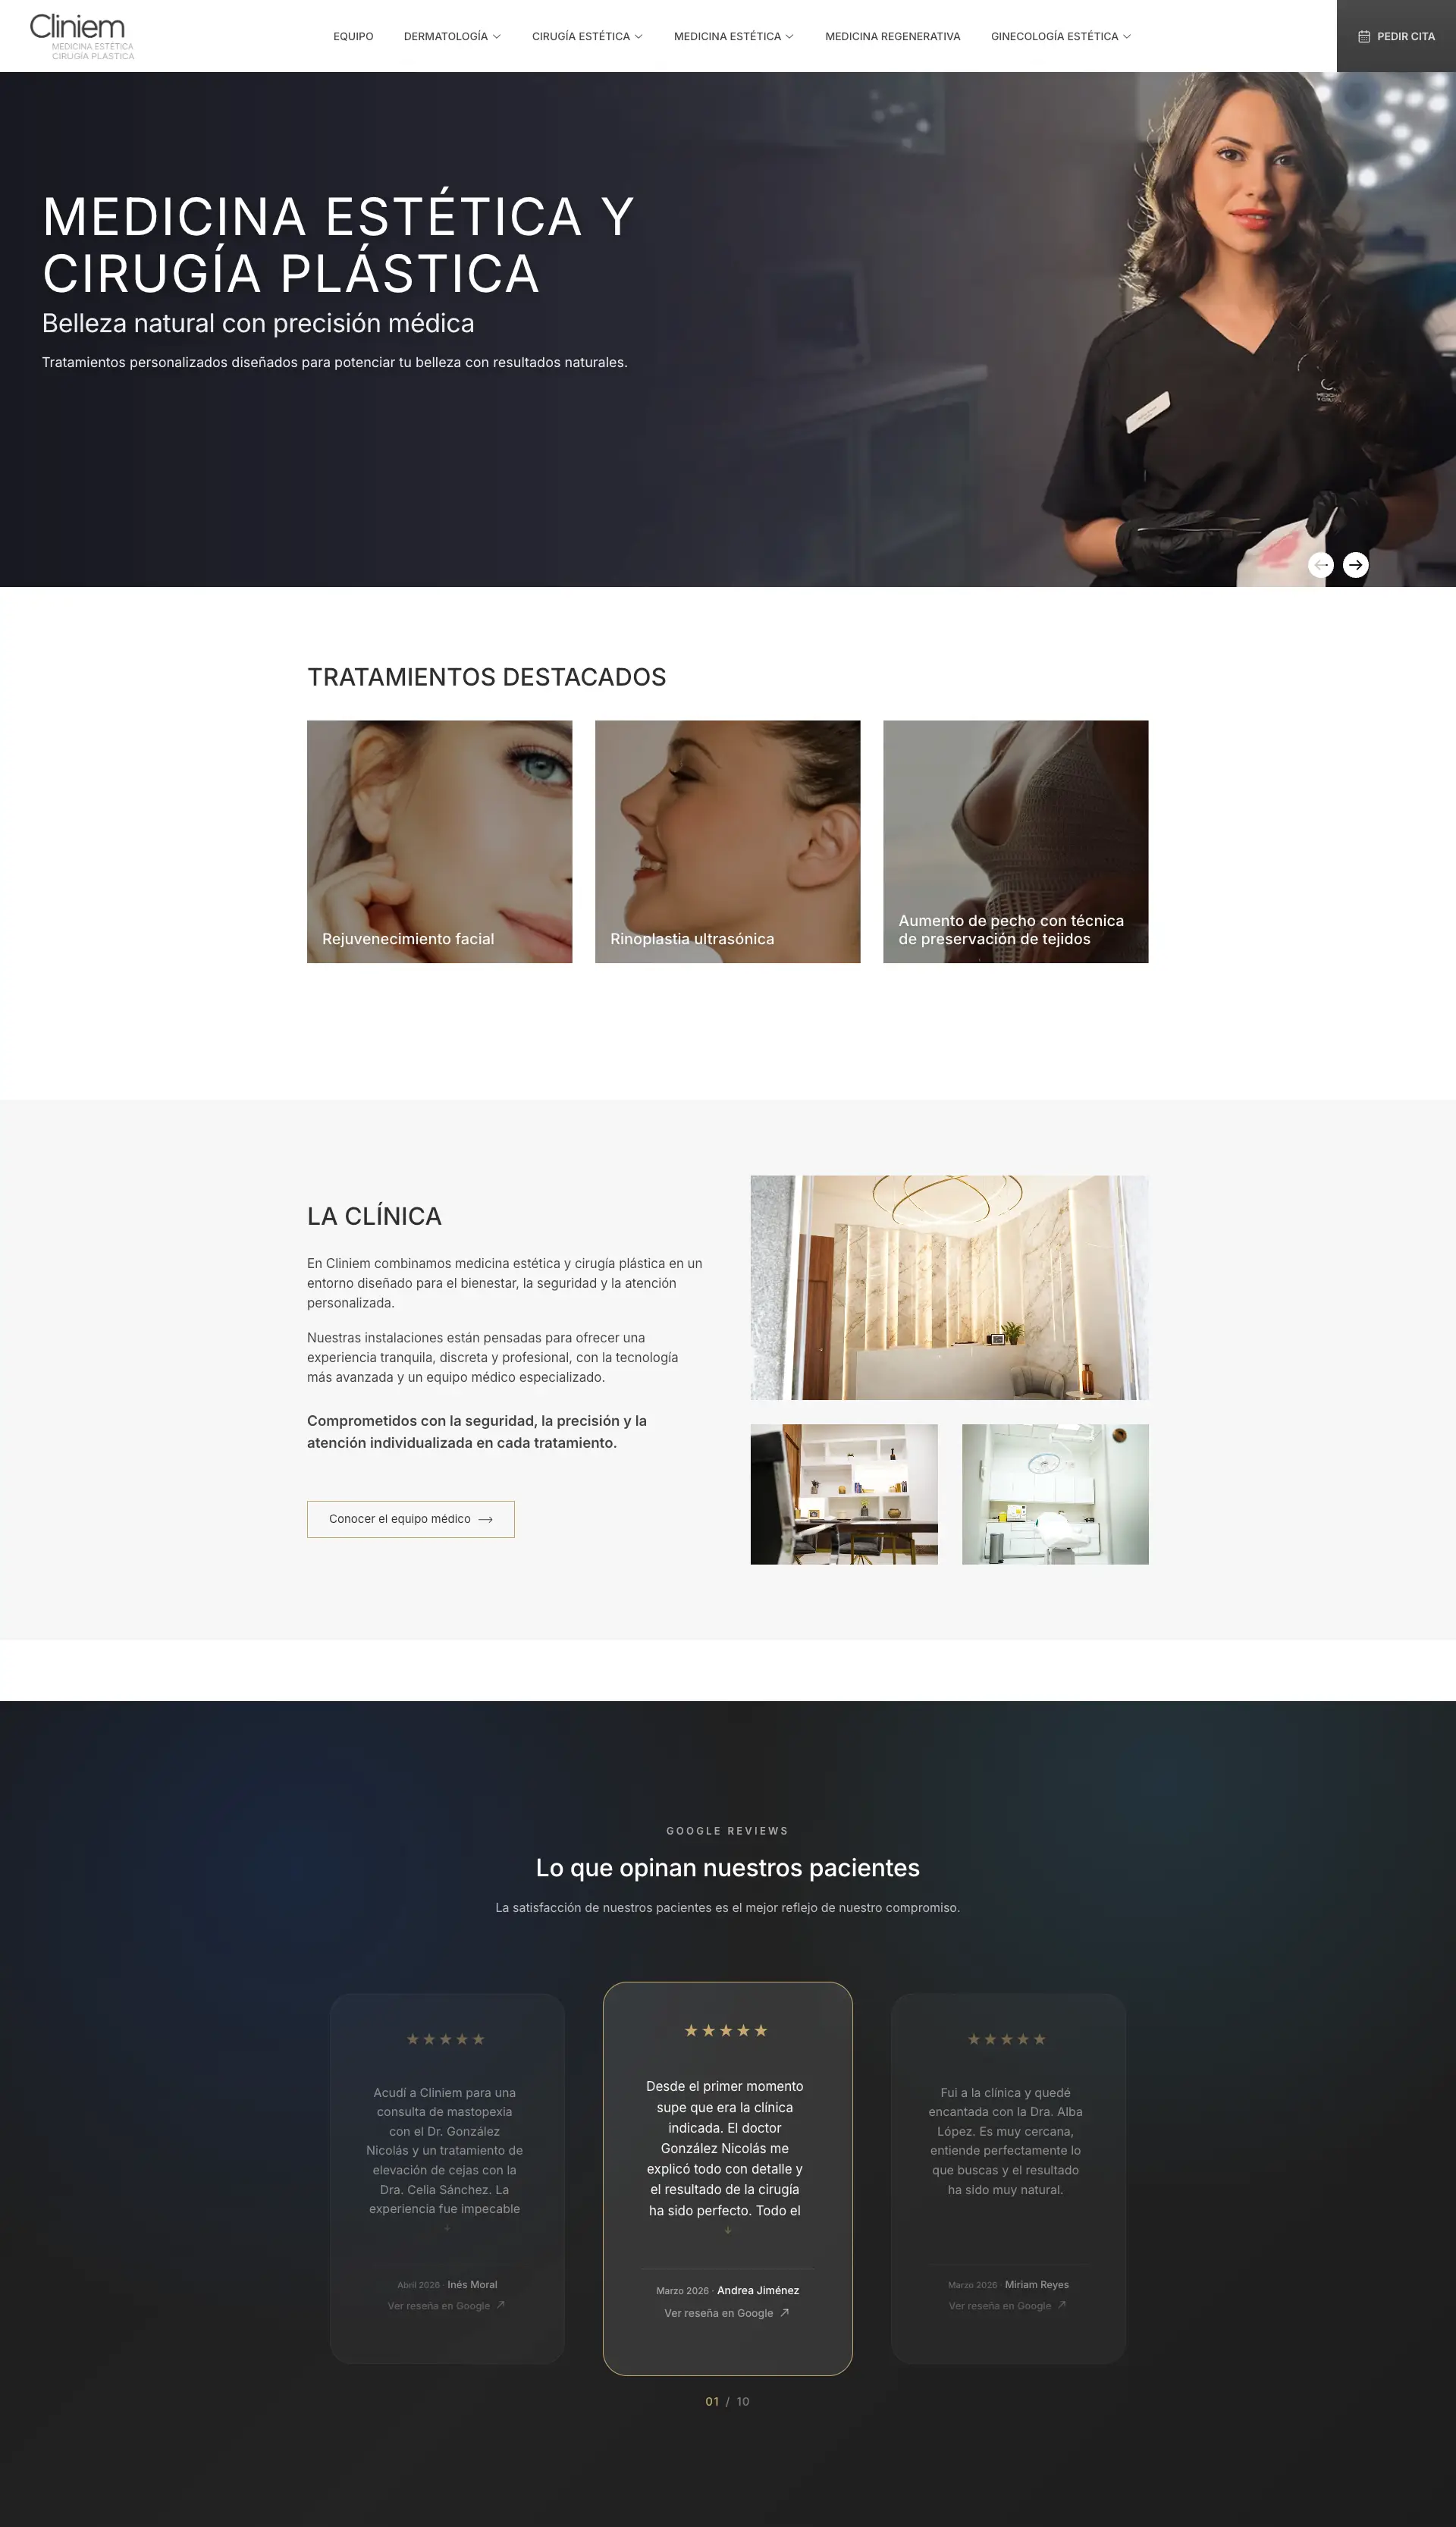 Cliniem
MEDICINA ESTÉTICA
CIRUGÍA PLÁSTICA
EQUIPO
DERMATOLOGÍA
CIRUGÍA ESTÉTICA
MEDICINA ESTÉTICA
MEDICINA REGENERATIVA
GINECOLOGÍA ESTÉTICA
PEDIR CITA
MEDICINA ESTÉTICA Y
CIRUGÍA PLÁSTICA
Belleza natural con precisión médica
Tratamientos personalizados diseñados para potenciar tu belleza con resultados naturales.
TRATAMIENTOS DESTACADOS
Rejuvenecimiento facial
Rinoplastia ultrasónica
Aumento de pecho con técnica
de preservación de tejidos
LA CLÍNICA
En Cliniem combinamos medicina estética y cirugía plástica en un
entorno diseñado para el bienestar, la seguridad y la atención
personalizada.
Nuestras instalaciones están pensadas para ofrecer una
experiencia tranquila, discreta y profesional, con la tecnología
más avanzada y un equipo médico especializado.
Comprometidos con la seguridad, la precisión y la
atención individualizada en cada tratamiento.
Conocer el equipo médico →
GOOGLE REVIEWS
Lo que opinan nuestros pacientes
La satisfacción de nuestros pacientes es el mejor reflejo de nuestro compromiso.
★★★★★
Acudí a Cliniem para una
consulta de mastopexia
con el Dr. González
Nicolás y un tratamiento de
elevación de cejas con la
Dra. Celia Sánchez. La
experiencia fue impecable
Abril 2026 · Inés Moral
Ver reseña en Google ↗
★★★★★
Desde el primer momento
supe que era la clínica
indicada. El doctor
González Nicolás me
explicó todo con detalle y
el resultado de la cirugía
ha sido perfecto. Todo el
↓
Marzo 2026 · Andrea Jiménez
Ver reseña en Google ↗
★★★★★
Fui a la clínica y quedé
encantada con la Dra. Alba
López. Es muy cercana,
entiende perfectamente lo
que buscas y el resultado
ha sido muy natural.
Marzo 2026 · Miriam Reyes
Ver reseña en Google ↗
01 / 10